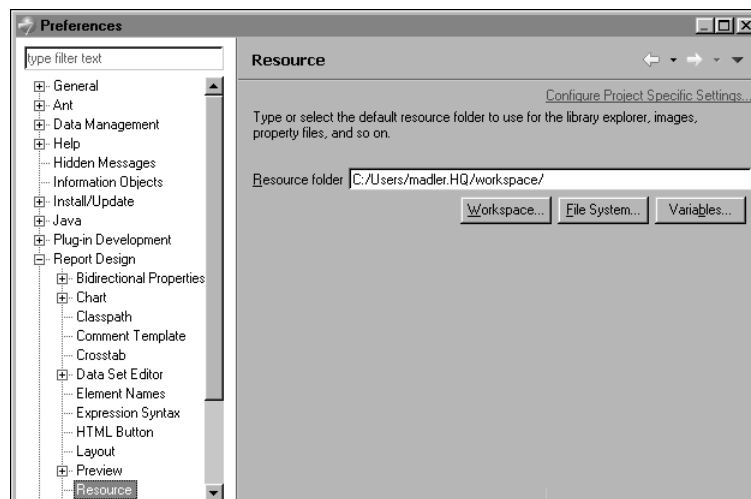 Preferences
type filter text
General
Ant
Data Management
Help
Hidden Messages
Information Objects
Install/Update
Java
Plug-in Development
Report Design
Bidirectional Properties
Chart
Classpath
Comment Template
Crosstab
Data Set Editor
Element Names
Expression Syntax
HTML Button
Layout
Preview
Resource
Resource
Configure Project Specific Settings...
Type or select the default resource folder to use for the library explorer, images,
property files, and so on.
Resource folder C:/Users/madler.HQ/workspace/
Workspace... File System... Variables...